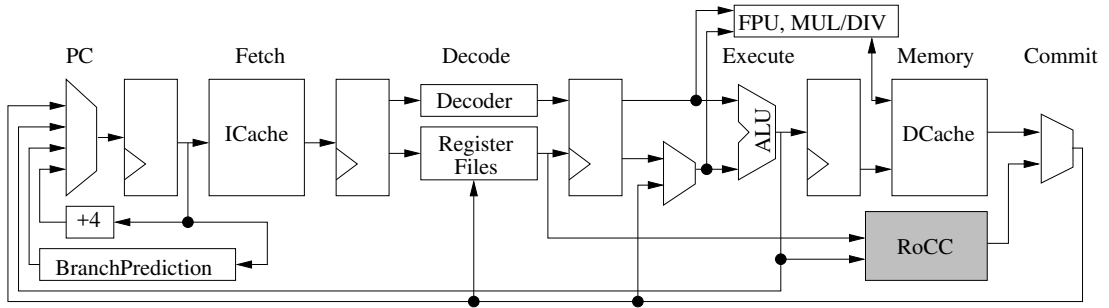 FPU, MUL/DIV
PC
Fetch
Decode
Execute
Memory
Commit
ICache
Decoder
Register
Files
ALU
DCache
+4
BranchPrediction
RoCC